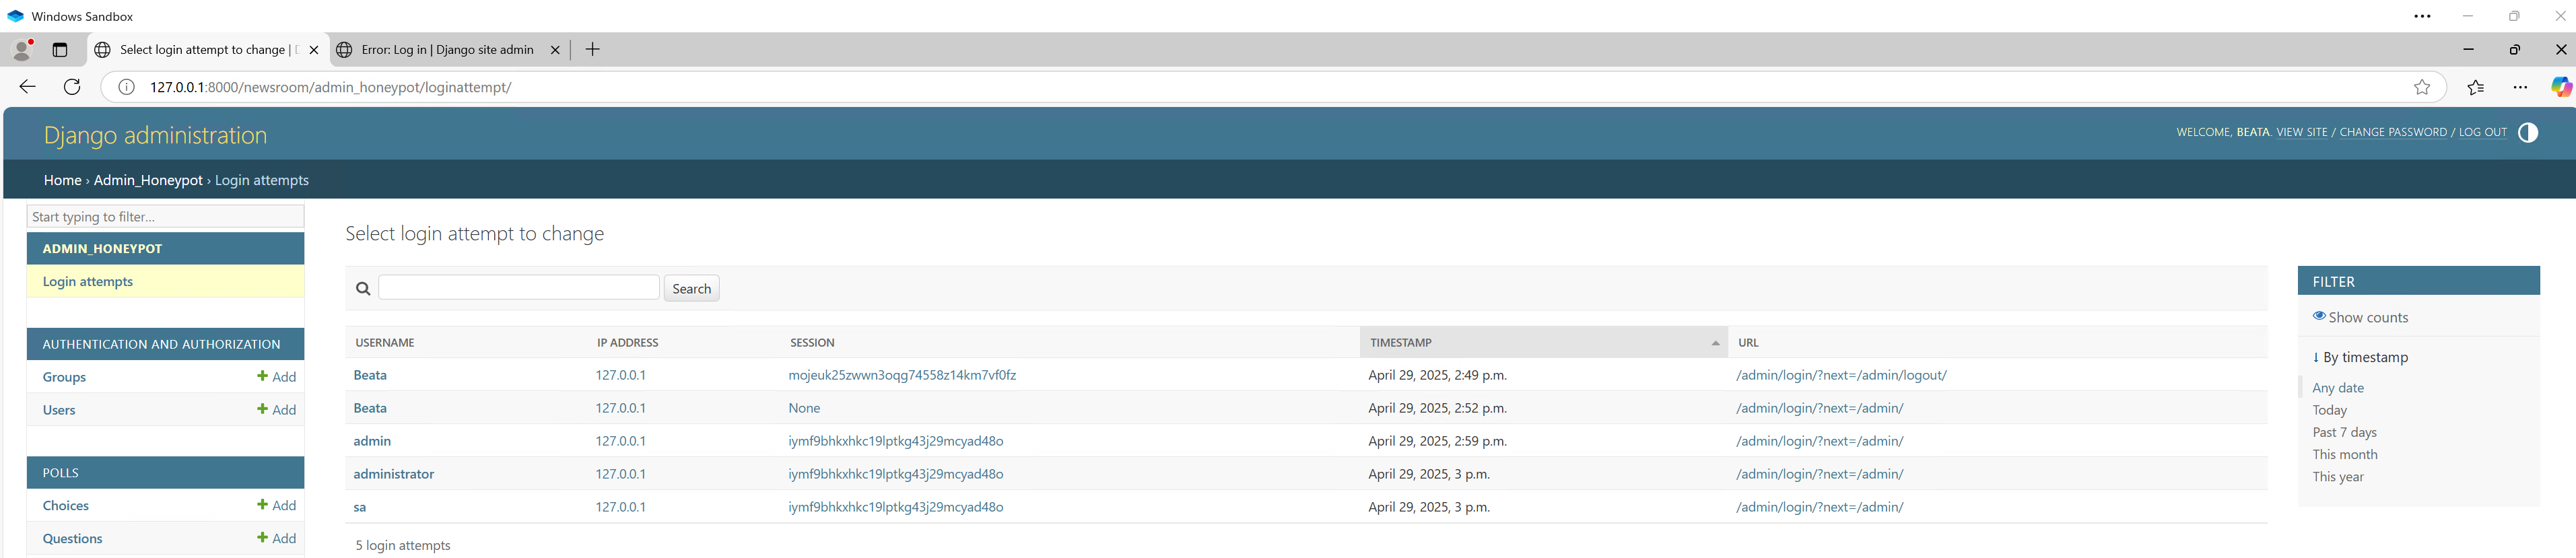 Windows Sandbox
Select login attempt to change | D
Error: Log in | Django site admin
127.0.0.1:8000/newsroom/admin_honeypot/loginattempt/
Django administration
WELCOME, BEATA. VIEW SITE / CHANGE PASSWORD / LOG OUT
Home › Admin_Honeypot › Login attempts
Start typing to filter...
ADMIN_HONEYPOT
Login attempts
AUTHENTICATION AND AUTHORIZATION
Groups + Add
Users + Add
POLLS
Choices + Add
Questions + Add
Select login attempt to change
Search
USERNAME IP ADDRESS SESSION TIMESTAMP URL
Beata 127.0.0.1 mojeuk25zwwn3oqg74558z14km7vf0fz April 29, 2025, 2:49 p.m. /admin/login/?next=/admin/logout/
Beata 127.0.0.1 None April 29, 2025, 2:52 p.m. /admin/login/?next=/admin/
admin 127.0.0.1 iymf9bhkxhkc19lptkg43j29mcyad48o April 29, 2025, 2:59 p.m. /admin/login/?next=/admin/
administrator 127.0.0.1 iymf9bhkxhkc19lptkg43j29mcyad48o April 29, 2025, 3 p.m. /admin/login/?next=/admin/
sa 127.0.0.1 iymf9bhkxhkc19lptkg43j29mcyad48o April 29, 2025, 3 p.m. /admin/login/?next=/admin/
5 login attempts
FILTER
Show counts
↓ By timestamp
Any date
Today
Past 7 days
This month
This year